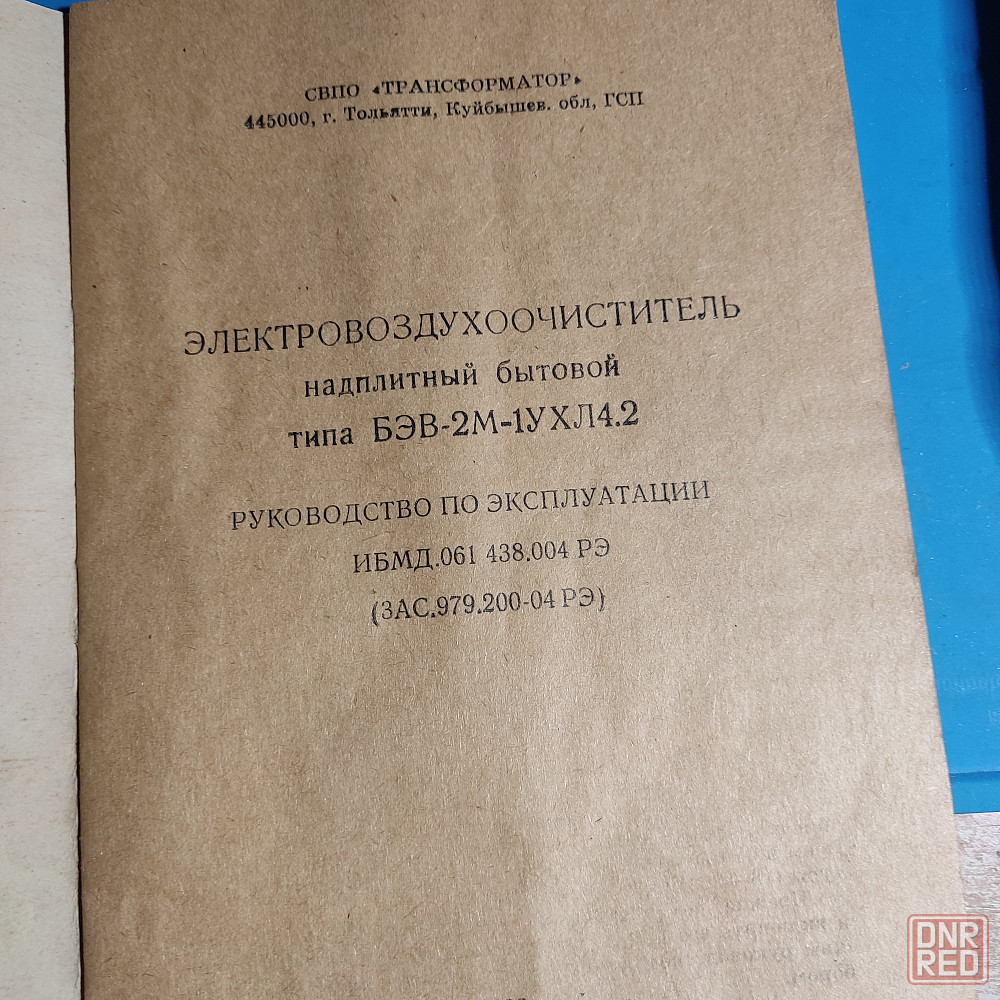 СВПО «ТРАНСФОРМАТОР»
445000, г. Тольятти, Куйбышев. обл, ГСП
ЭЛЕКТРОВОЗДУХООЧИСТИТЕЛЬ
надплитный бытовой
типа БЭВ-2М-1УХЛ4.2
РУКОВОДСТВО ПО ЭКСПЛУАТАЦИИ
ИБМД.061 438.004 РЭ
(ЗАС.979.200-04 РЭ)
DNR
RED